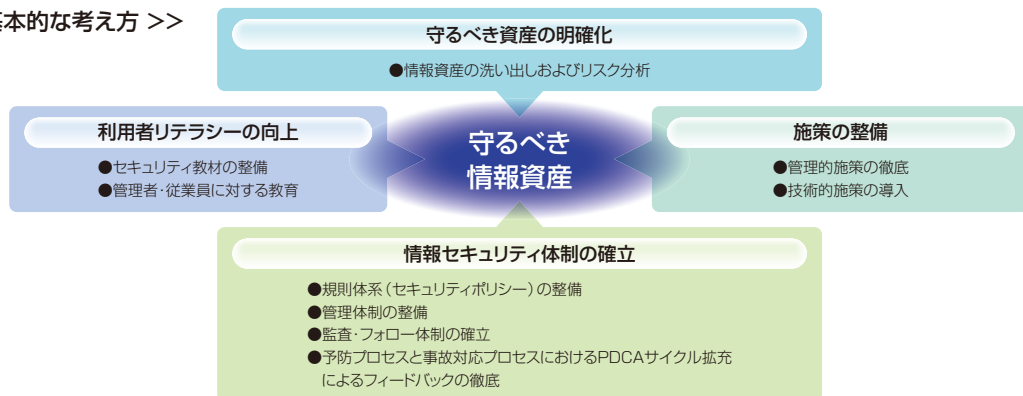 本的な考え方 >>
守るべき資産の明確化
●情報資産の洗い出しおよびリスク分析
利用者リテラシーの向上
●セキュリティ教材の整備
●管理者・従業員に対する教育
守るべき
情報資産
施策の整備
●管理的施策の徹底
●技術的施策の導入
情報セキュリティ体制の確立
●規則体系（セキュリティポリシー）の整備
●管理体制の整備
●監査・フォロー体制の確立
●予防プロセスと事故対応プロセスにおけるPDCAサイクル拡充
によるフィードバックの徹底